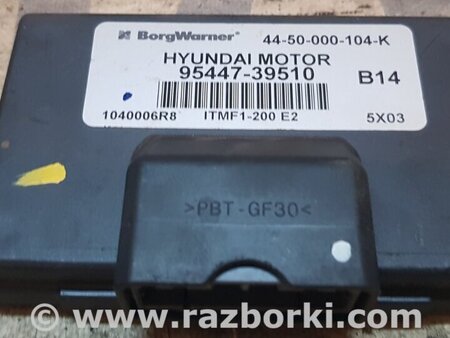 BorgWarner 44-50-000-104-K
HYUNDAI MOTOR
95447-39510 B14
1040006R8 ITMF1-200 E2 5X03
>PBT-GF30<
© www.razborki.com